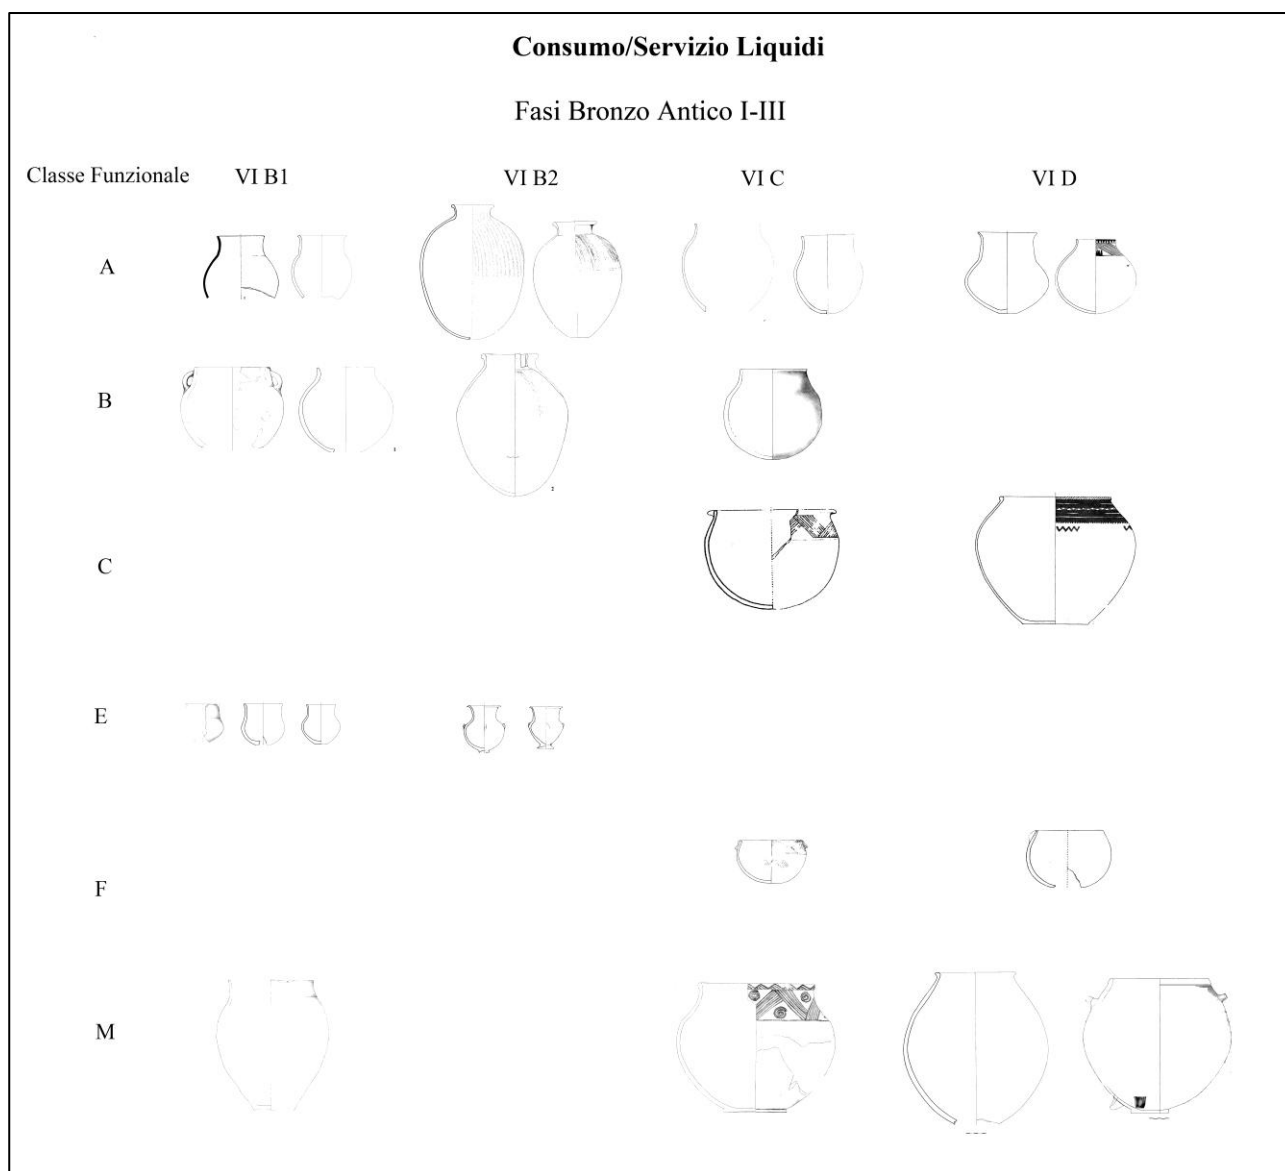 Consumo/Servizio Liquidi
Fasi Bronzo Antico I-III
Classe Funzionale VI B1 VI B2 VI C VI D
A
B
C
E
F
M